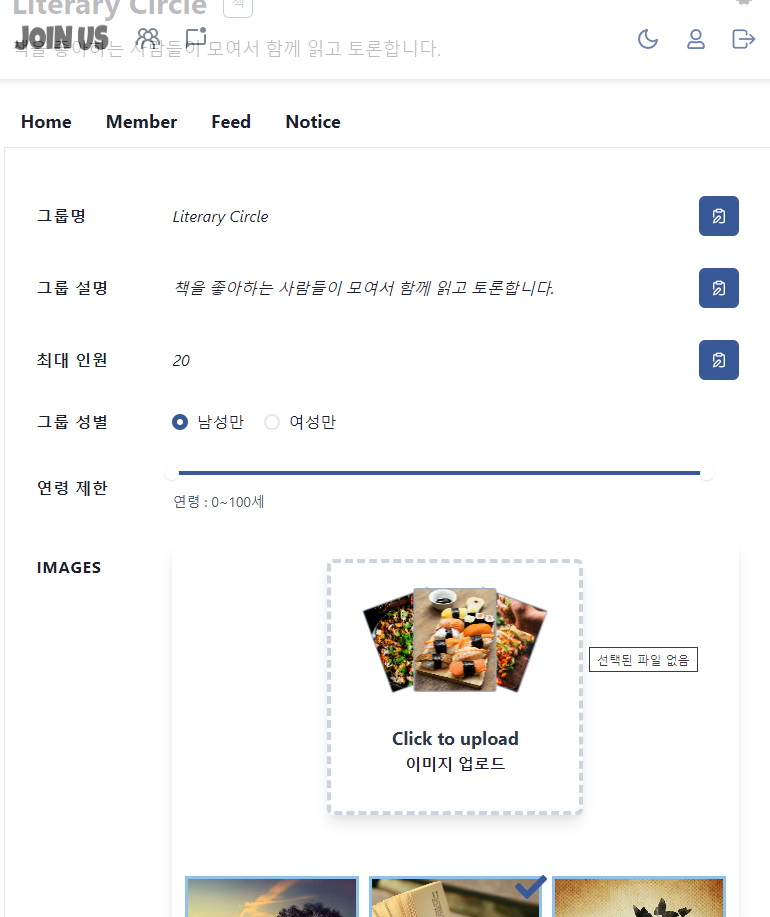 Literary Circle 책
JOIN US
책을 좋아하는 사람들이 모여서 함께 읽고 토론합니다.
Home Member Feed Notice
그룹명 Literary Circle
그룹 설명 책을 좋아하는 사람들이 모여서 함께 읽고 토론합니다.
최대 인원 20
그룹 성별 남성만 여성만
연령 제한
연령 : 0~100세
IMAGES
선택된 파일 없음
Click to upload
이미지 업로드